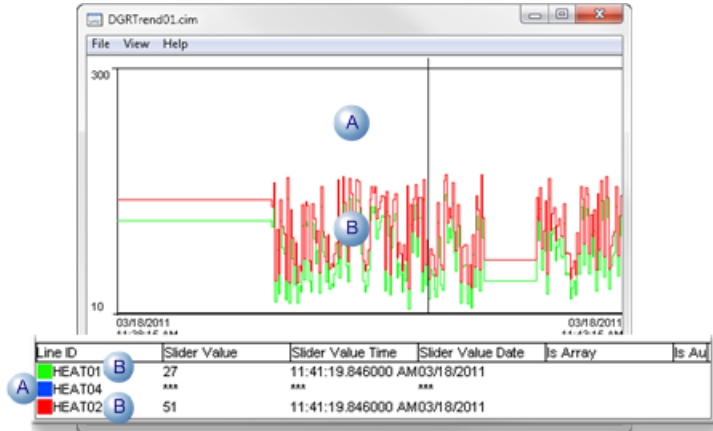 DGRTrend01.cim
File View Help
300
A
B
10
03/18/2011 03/18/2011
Line ID Slider Value Slider Value Time Slider Value Date Is Array Is Au
HEAT01 B 27 11:41:19.846000 AM 03/18/2011
A HEAT04 *** *** ***
HEAT02 B 51 11:41:19.846000 AM 03/18/2011